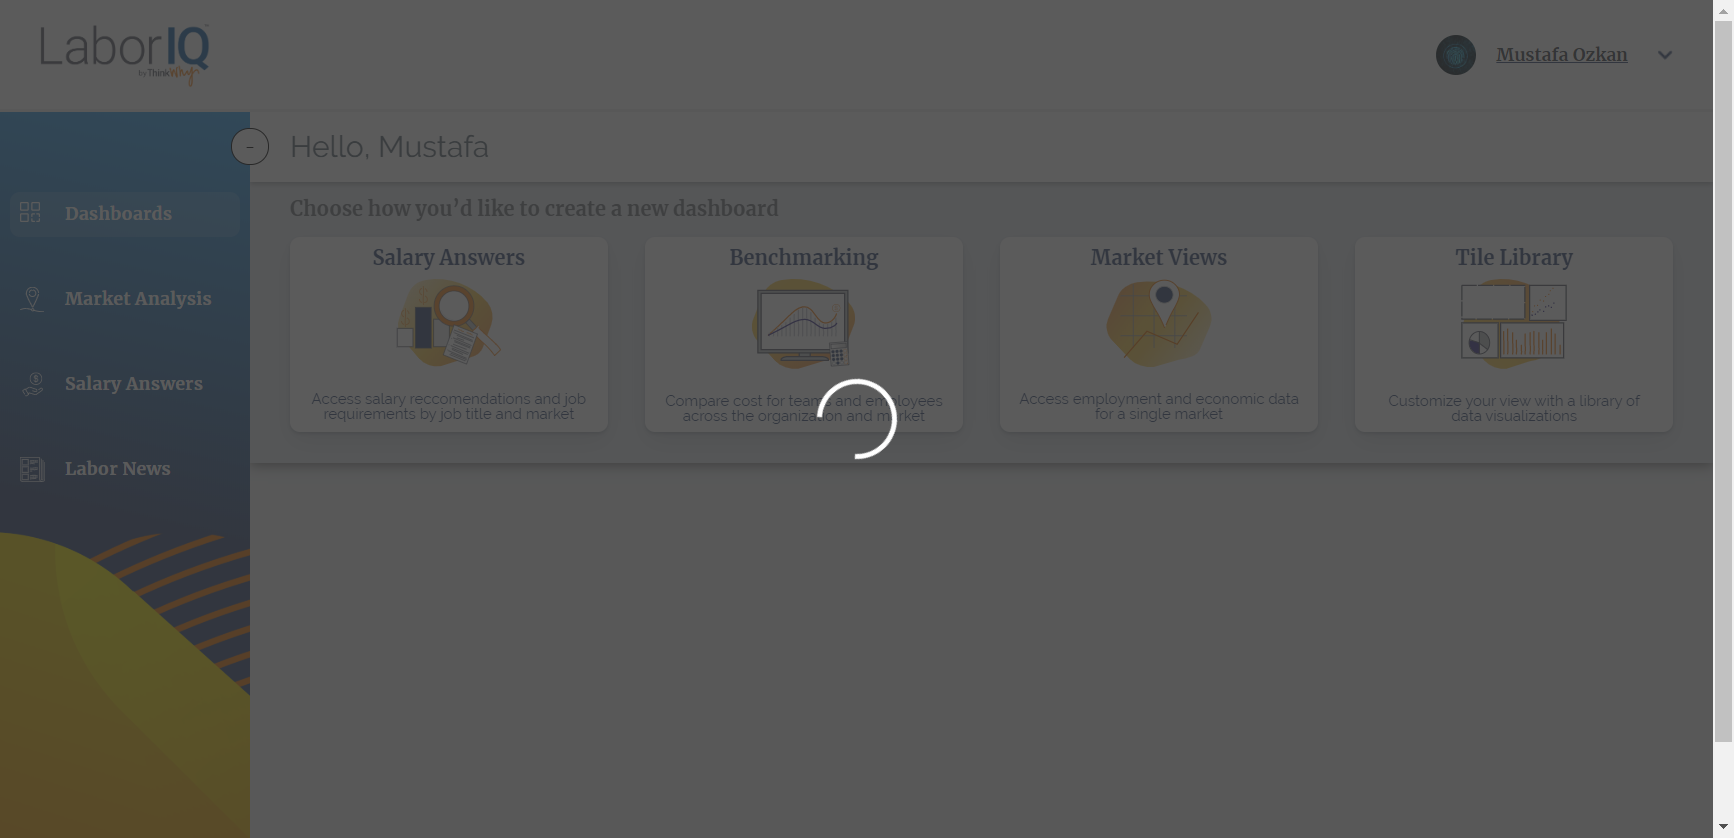 LaborIQ
by ThinkWhy
Mustafa Ozkan
Hello, Mustafa
Dashboards
Market Analysis
Salary Answers
Labor News
Choose how you’d like to create a new dashboard
Salary Answers
Access salary reccomendations and job
requirements by job title and market
Benchmarking
Compare cost for teams and employees
across the organization and market
Market Views
Access employment and economic data
for a single market
Tile Library
Customize your view with a library of
data visualizations